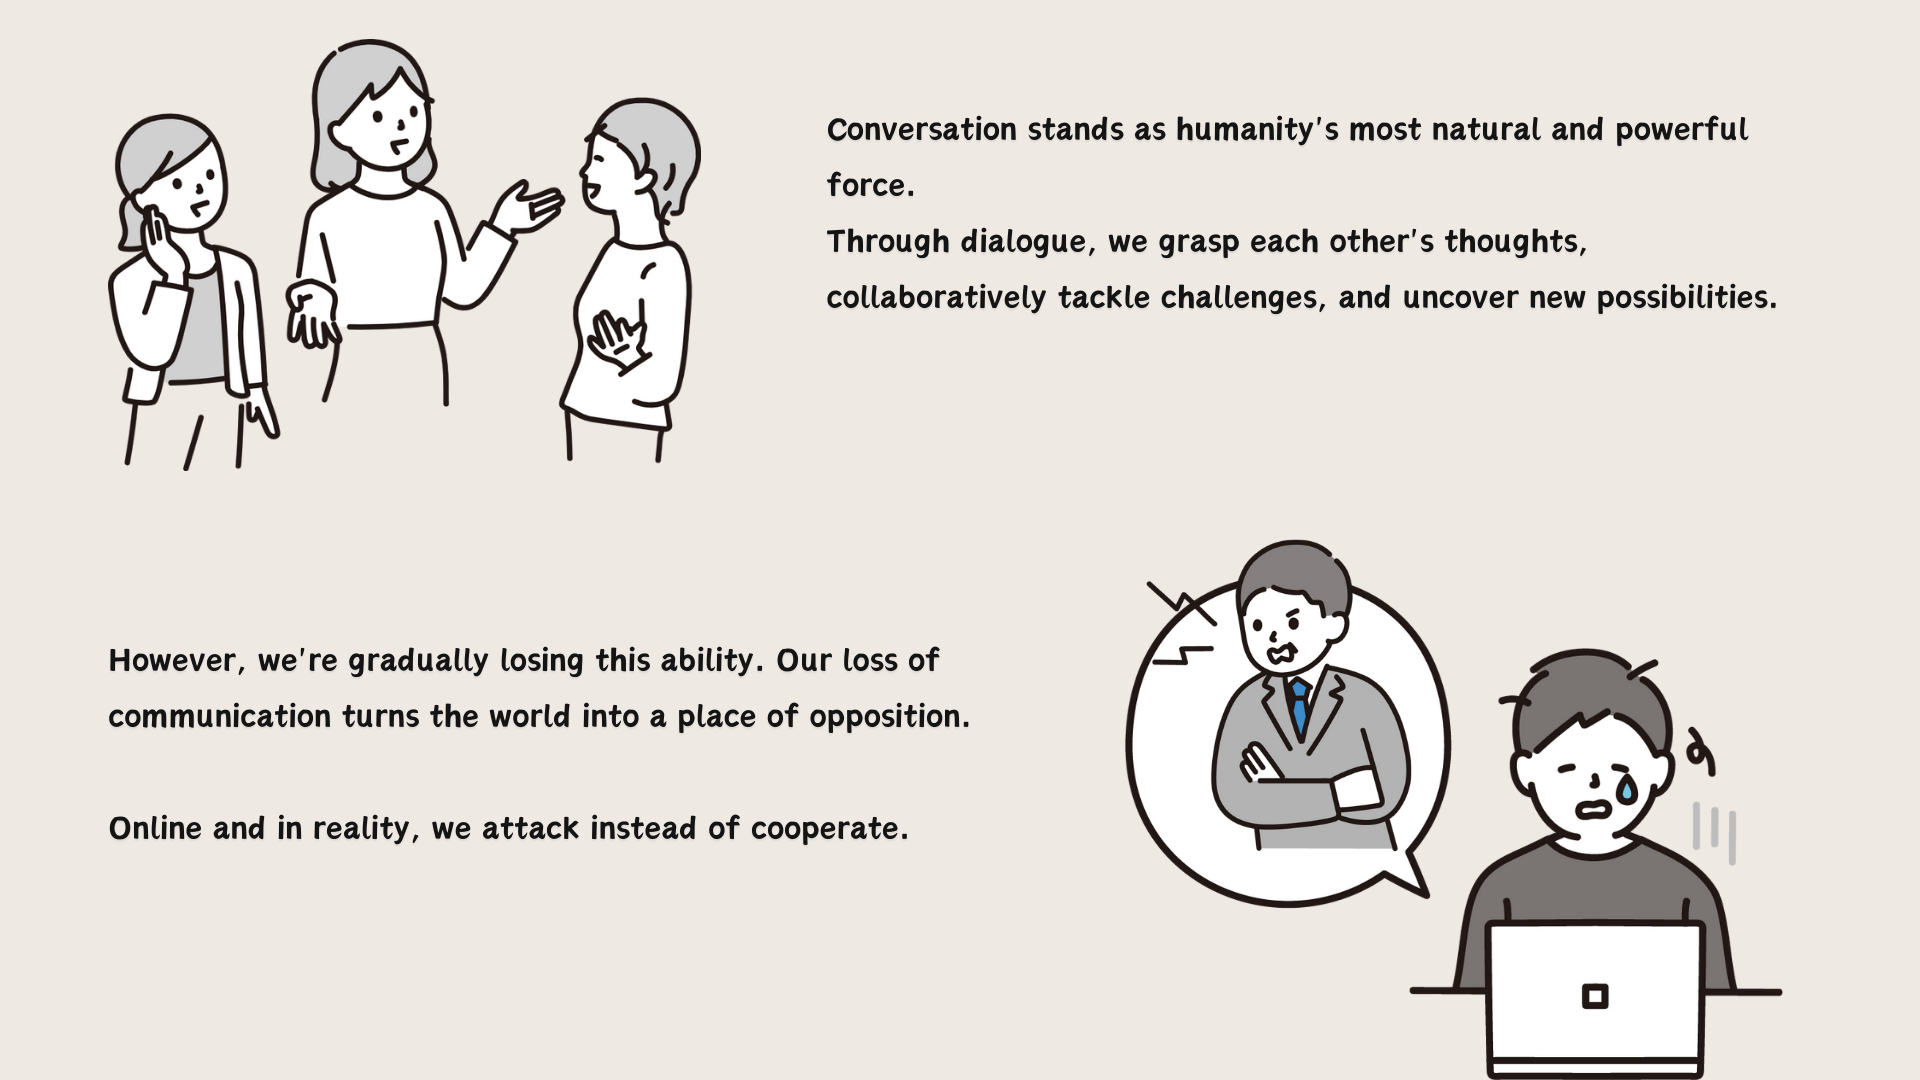 Conversation stands as humanity's most natural and powerful
force.
Through dialogue, we grasp each other's thoughts,
collaboratively tackle challenges, and uncover new possibilities.
However, we're gradually losing this ability. Our loss of
communication turns the world into a place of opposition.
Online and in reality, we attack instead of cooperate.